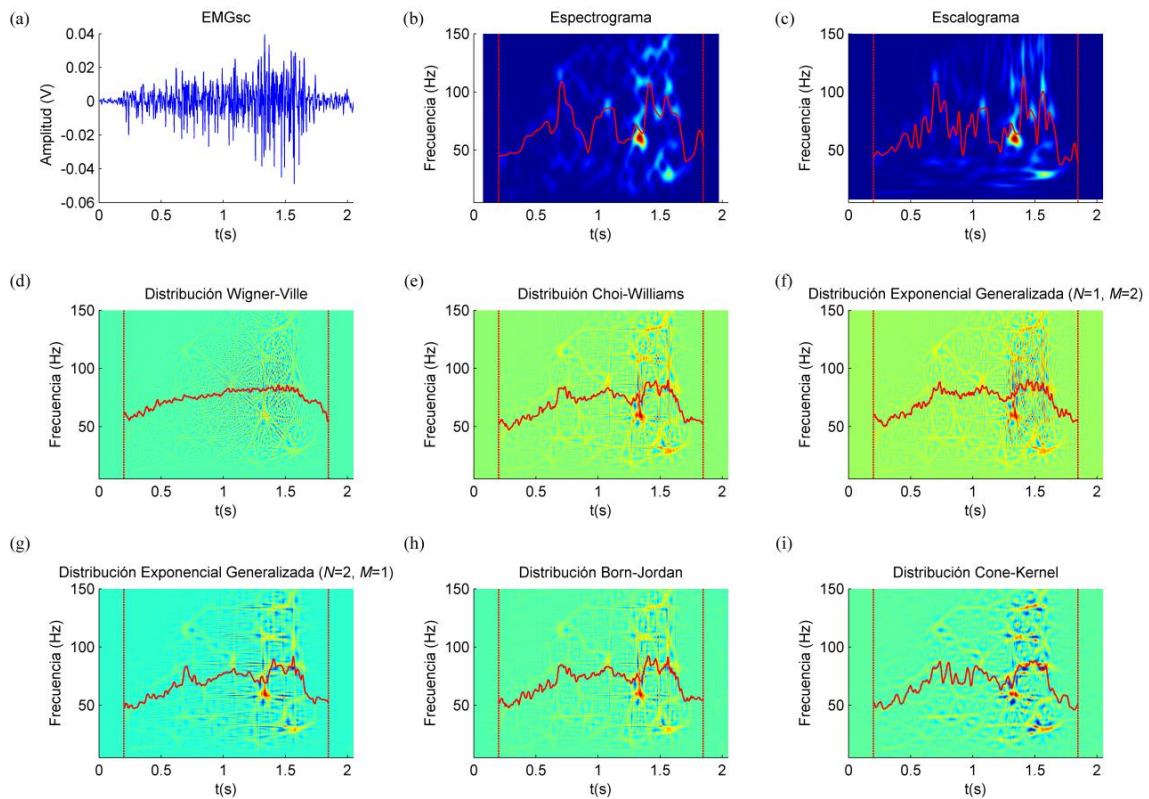 (a)
EMGsc
Amplitud (V)
0.04
0.02
0
-0.02
-0.04
-0.06
0 0.5 1 1.5 2
t(s)
(b)
Espectrograma
Frecuencia (Hz)
150
100
50
0 0.5 1 1.5 2
t(s)
(c)
Escalograma
Frecuencia (Hz)
150
100
50
0 0.5 1 1.5 2
t(s)
(d)
Distribución Wigner-Ville
Frecuencia (Hz)
150
100
50
0 0.5 1 1.5 2
t(s)
(e)
Distribuión Choi-Williams
Frecuencia (Hz)
150
100
50
0 0.5 1 1.5 2
t(s)
(f)
Distribución Exponencial Generalizada (N=1, M=2)
Frecuencia (Hz)
150
100
50
0 0.5 1 1.5 2
t(s)
(g)
Distribución Exponencial Generalizada (N=2, M=1)
Frecuencia (Hz)
150
100
50
0 0.5 1 1.5 2
t(s)
(h)
Distribución Born-Jordan
Frecuencia (Hz)
150
100
50
0 0.5 1 1.5 2
t(s)
(i)
Distribución Cone-Kernel
Frecuencia (Hz)
150
100
50
0 0.5 1 1.5 2
t(s)